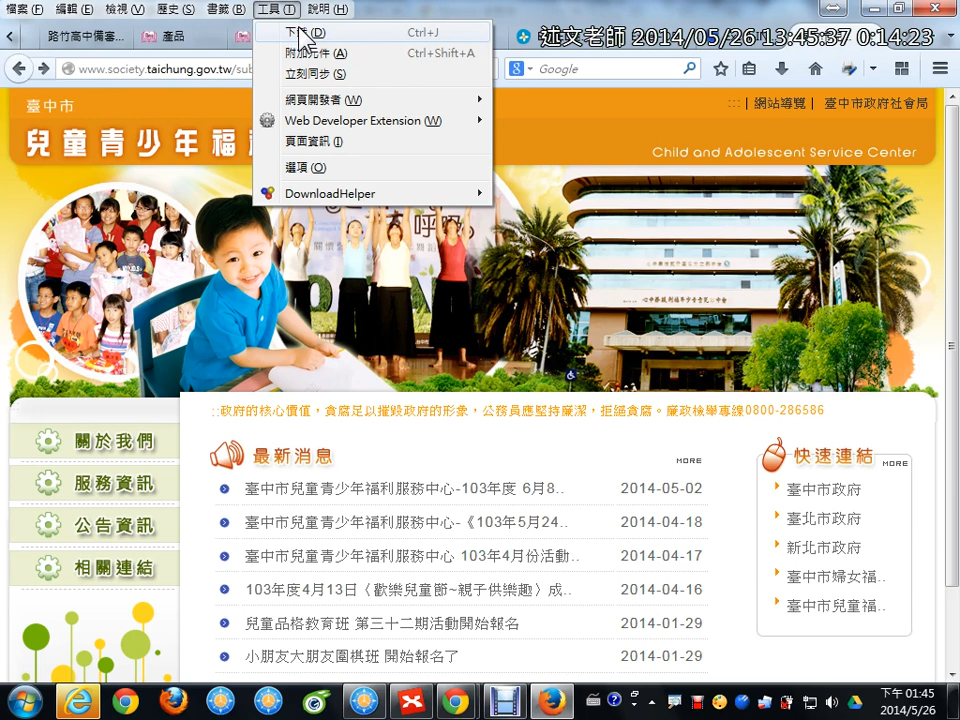 檔案 (F) 編輯 (E) 檢視 (V) 歷史 (S) 書籤 (B) 工具 (T) 說明 (H)
路竹高中備審... 產品
述文老師 2014/05/26 13:45:37 0:14:23
www.society.taichung.gov.tw/sub
Google
下 (D) Ctrl+J
附加元件 (A) Ctrl+Shift+A
立刻同步 (S)
網頁開發者 (W)
Web Developer Extension (W)
頁面資訊 (I)
選項 (O)
DownloadHelper
臺中市
兒童青少年福
::: | 網站導覽 | 臺中市政府社會局
Child and Adolescent Service Center
::政府的核心價值，貪腐足以摧毀政府的形象，公務員應堅持廉潔，拒絕貪腐。廉政檢舉專線0800-286586
關於我們
服務資訊
公告資訊
相關連結
最新消息
MORE
臺中市兒童青少年福利服務中心-103年度 6月8.. 2014-05-02
臺中市兒童青少年福利服務中心-《103年5月24.. 2014-04-18
臺中市兒童青少年福利服務中心 103年4月份活動.. 2014-04-17
103年度4月13日〈歡樂兒童節~親子供樂趣〉成.. 2014-04-16
兒童品格教育班 第三十二期活動開始報名 2014-01-29
小朋友大朋友圍棋班 開始報名了 2014-01-29
快速連結
MORE
臺中市政府
臺北市政府
新北市政府
臺中市婦女福..
臺中市兒童福..
下午 01:45
2014/5/26